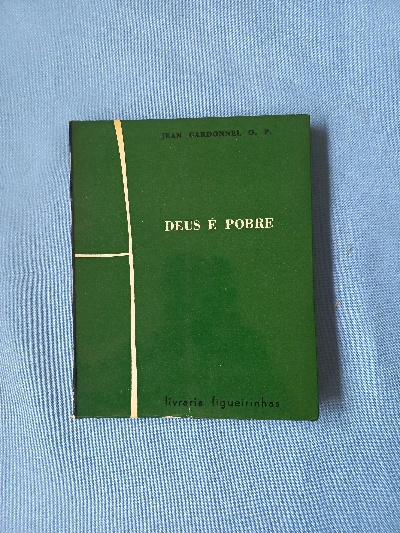 JEAN CARDONNEL O. P.
DEUS É POBRE
livraria figueirinhas